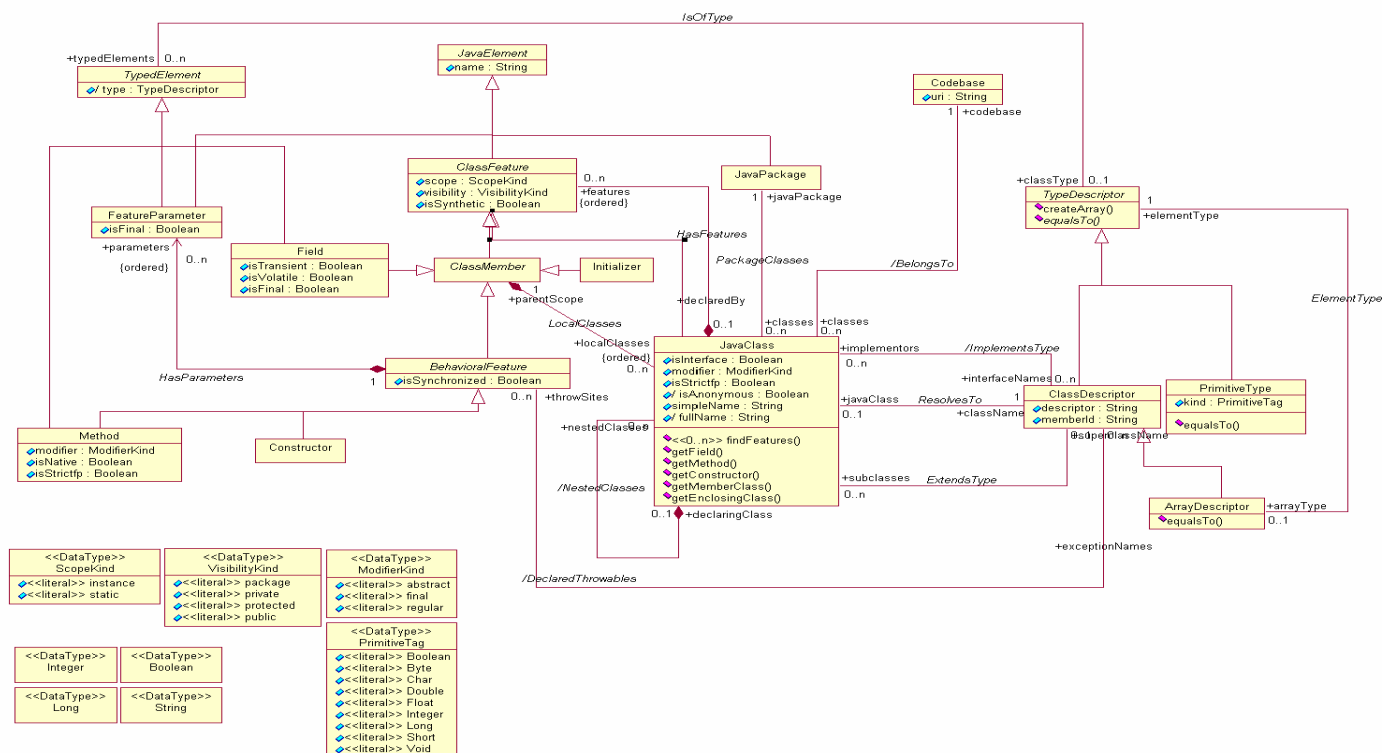 IsOfType
+typedElements 0..n
TypedElement
/ type : TypeDescriptor
JavaElement
name : String
Codebase
uri : String
1 +codebase
ClassFeature
scope : ScopeKind
visibility : VisibilityKind
isSynthetic : Boolean
0..n
+features
{ordered}
JavaPackage
1 +javaPackage
+classType 0..1
TypeDescriptor
createArray()
equalsTo()
1
+elementType
FeatureParameter
isFinal : Boolean
+parameters
{ordered}
0..n
Field
isTransient : Boolean
isVolatile : Boolean
isFinal : Boolean
ClassMember
Initializer
HasFeatures
PackageClasses
/BelongsTo
ElementType
1
+parentScope
+declaredBy
0..1
LocalClasses
+localClasses
{ordered}
0..n
+classes
0..n
+classes
0..n
JavaClass
isInterface : Boolean
modifier : ModifierKind
isStrictfp : Boolean
/ isAnonymous : Boolean
simpleName : String
/ fullName : String
<<0..n>> findFeatures()
getField()
getMethod()
getConstructor()
getMemberClass()
getEnclosingClass()
+implementors
0..n
/ImplementsType
+interfaceNames 0..n
+javaClass
0..1
ResolvesTo
1
+className
ClassDescriptor
descriptor : String
memberId : String
PrimitiveType
kind : PrimitiveTag
equalsTo()
BehavioralFeature
isSynchronized : Boolean
1
HasParameters
0..n +throwSites
+nestedClasses
0..n
/NestedClasses
0..1 +declaringClass
+subclasses
0..n
ExtendsType
0..1
0..n
+superClassName
Method
modifier : ModifierKind
isNative : Boolean
isStrictfp : Boolean
Constructor
ArrayDescriptor
equalsTo()
+arrayType
0..1
+exceptionNames
/DeclaredThrowables
<<DataType>>
ScopeKind
<<literal>> instance
<<literal>> static
<<DataType>>
VisibilityKind
<<literal>> package
<<literal>> private
<<literal>> protected
<<literal>> public
<<DataType>>
ModifierKind
<<literal>> abstract
<<literal>> final
<<literal>> regular
<<DataType>>
PrimitiveTag
<<literal>> Boolean
<<literal>> Byte
<<literal>> Char
<<literal>> Double
<<literal>> Float
<<literal>> Integer
<<literal>> Long
<<literal>> Short
<<literal>> Void
<<DataType>>
Integer
<<DataType>>
Boolean
<<DataType>>
Long
<<DataType>>
String